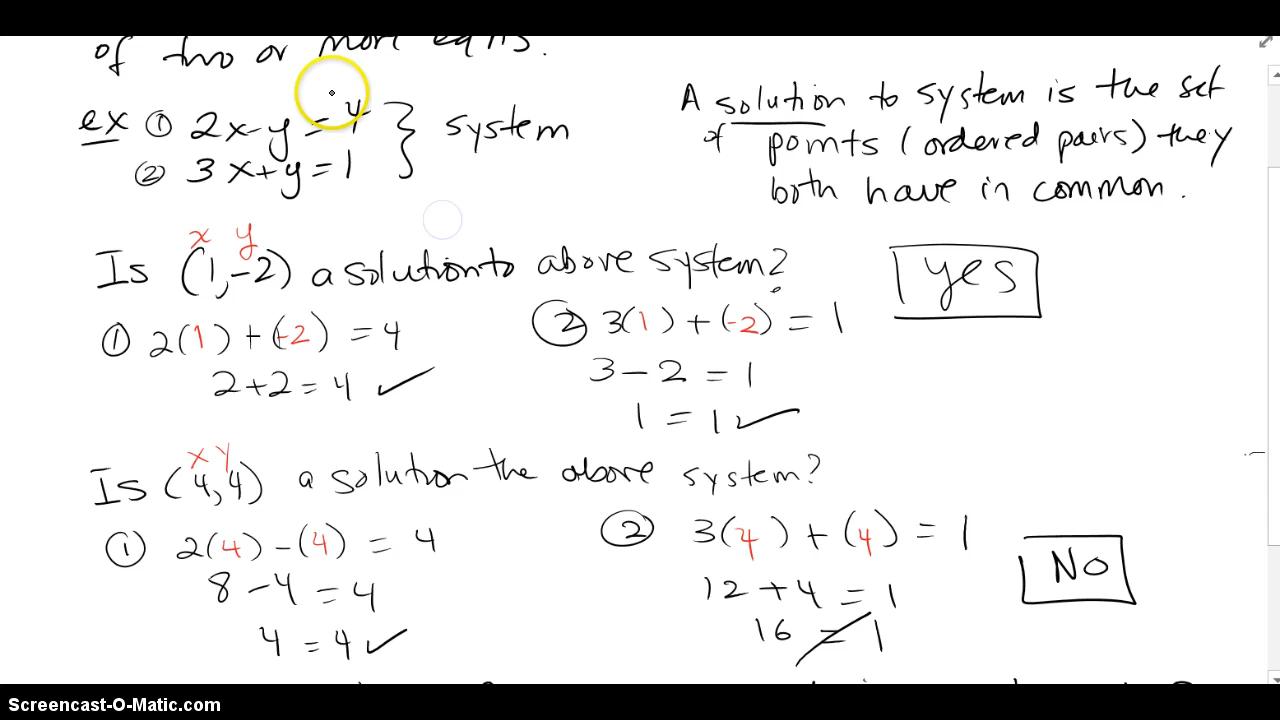 of two or more eqns.
ex ① 2x-y=4 } system
② 3x+y=1
A solution to system is the set
of points (ordered pairs) they
both have in common.
x y
Is (1,-2) a solution to above system?
yes
① 2(1) + (-2) = 4
2+2=4 ✓
② 3(1) + (-2) = 1
3-2=1
1=1 ✓
x y
Is (4,4) a solution the above system?
① 2(4) - (4) = 4
8-4=4
4=4 ✓
② 3(4) + (4) = 1
12+4=1
16≠1
No
Screencast-O-Matic.com